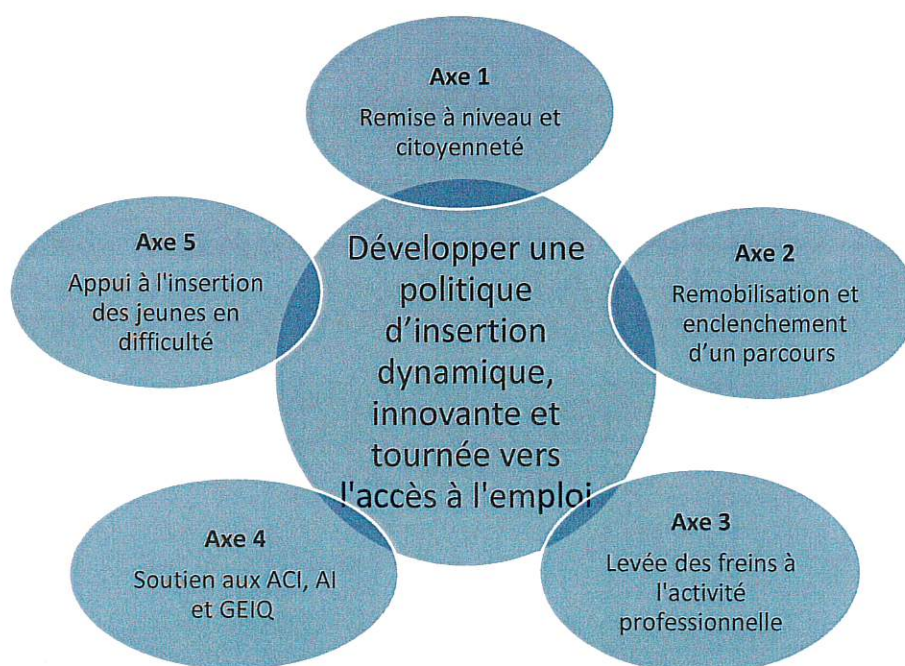 Axe 1
Remise à niveau et
citoyenneté
Développer une
politique
d’insertion
dynamique,
innovante et
tournée vers
l'accès à l'emploi
Axe 2
Remobilisation et
enclenchement
d’un parcours
Axe 3
Levée des freins à
l'activité
professionnelle
Axe 4
Soutien aux ACI, AI
et GEIQ
Axe 5
Appui à l'insertion
des jeunes en
difficulté